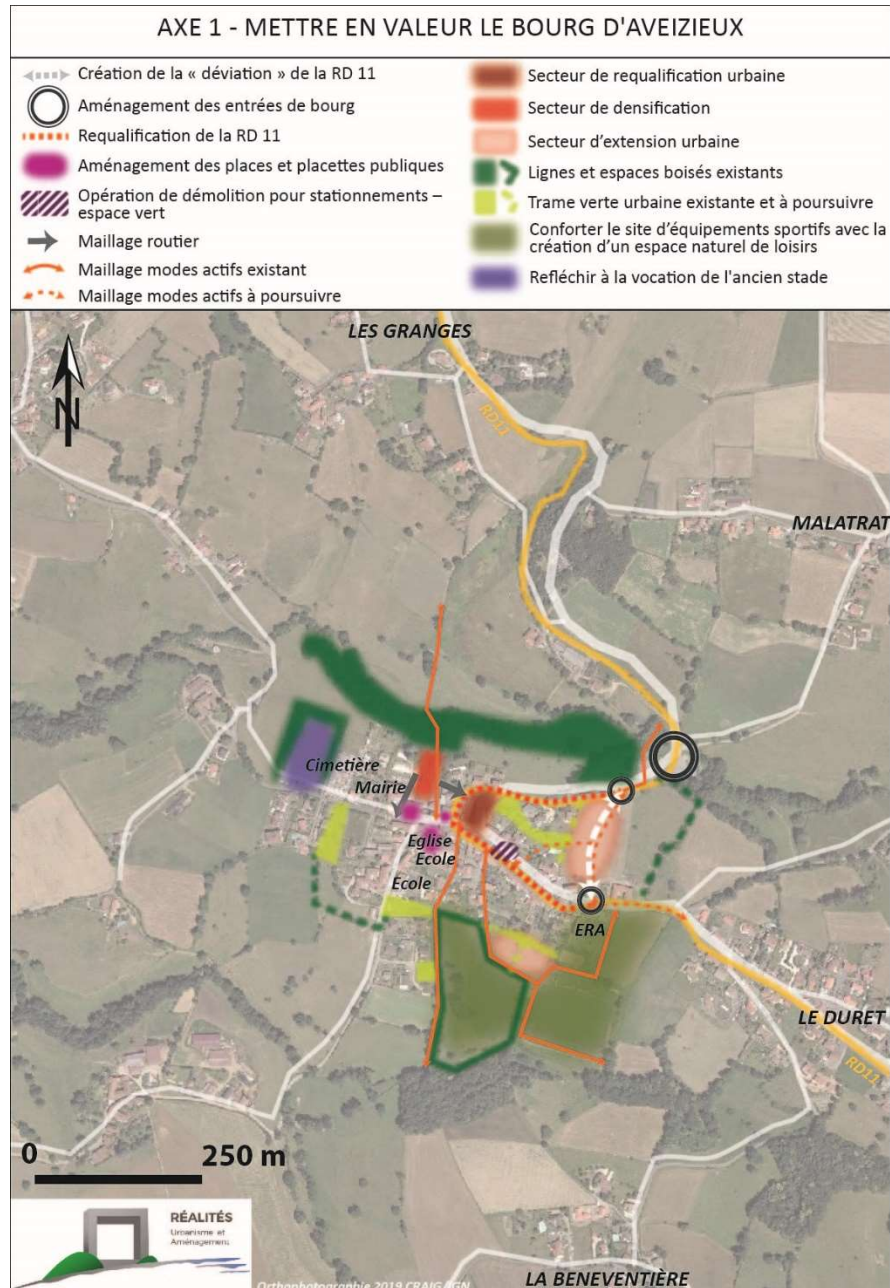 AXE 1 - METTRE EN VALEUR LE BOURG D'AVEIZIEUX
Création de la « déviation » de la RD 11
Aménagement des entrées de bourg
Requalification de la RD 11
Aménagement des places et placettes publiques
Opération de démolition pour stationnements –
espace vert
Maillage routier
Maillage modes actifs existant
Maillage modes actifs à poursuivre
Secteur de requalification urbaine
Secteur de densification
Secteur d'extension urbaine
Lignes et espaces boisés existants
Trame verte urbaine existante et à poursuivre
Conforter le site d'équipements sportifs avec la
création d'un espace naturel de loisirs
Refléchir à la vocation de l'ancien stade
LES GRANGES
N
RD11
MALATRAT
Cimetière
Mairie
Eglise
Ecole
Ecole
ERA
LE DURET
RD11
0 250 m
RÉALITÉS
Urbanisme et
Aménagement
Orthophotographie 2019 CRAIG IGN
LA BENEVENTIÈRE